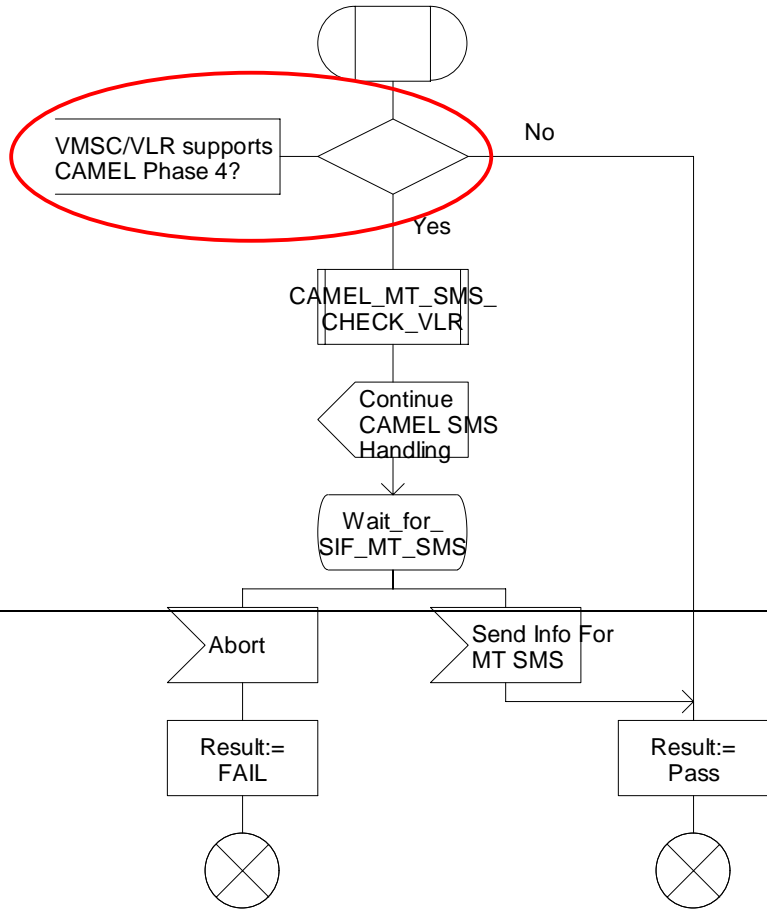 VMSC/VLR supports
CAMEL Phase 4?
No
Yes
CAMEL_MT_SMS_
CHECK_VLR
Continue
CAMEL SMS
Handling
Wait_for_
SIF_MT_SMS
Abort
Send Info For
MT SMS
Result:=
FAIL
Result:=
Pass